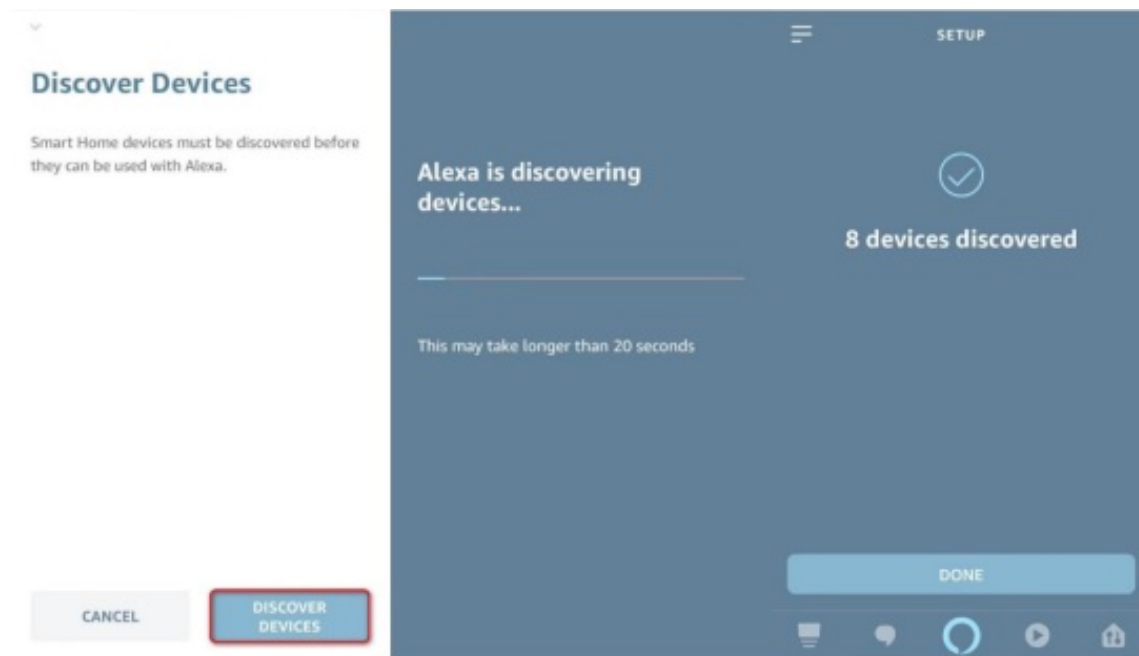 Discover Devices
Smart Home devices must be discovered before
they can be used with Alexa.
CANCEL
DISCOVER
DEVICES
Alexa is discovering
devices...
This may take longer than 20 seconds
SETUP
8 devices discovered
DONE